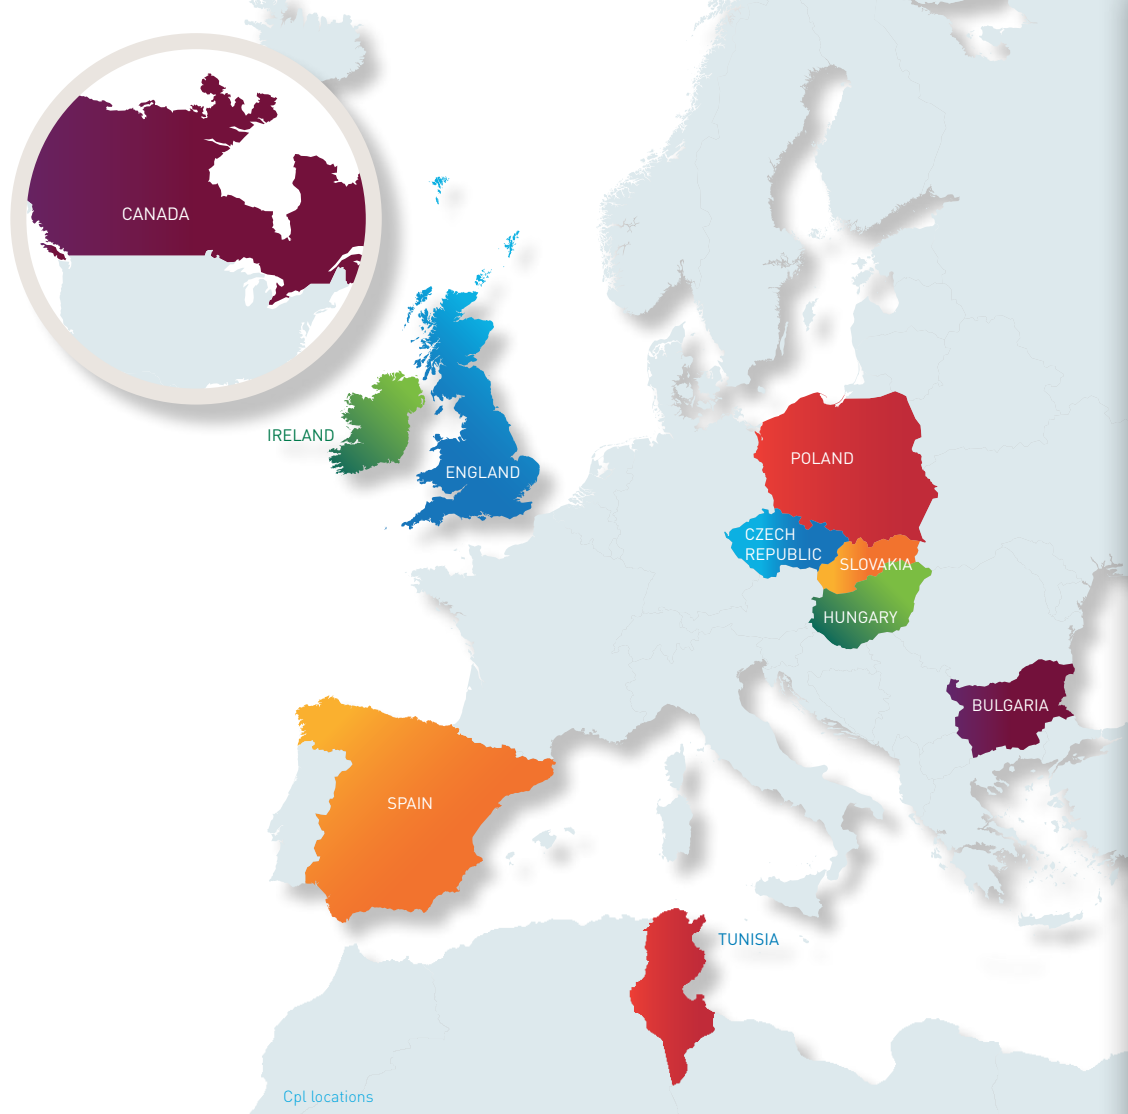 CANADA
IRELAND
ENGLAND
POLAND
CZECH
REPUBLIC
SLOVAKIA
HUNGARY
BULGARIA
SPAIN
TUNISIA
Cpl locations